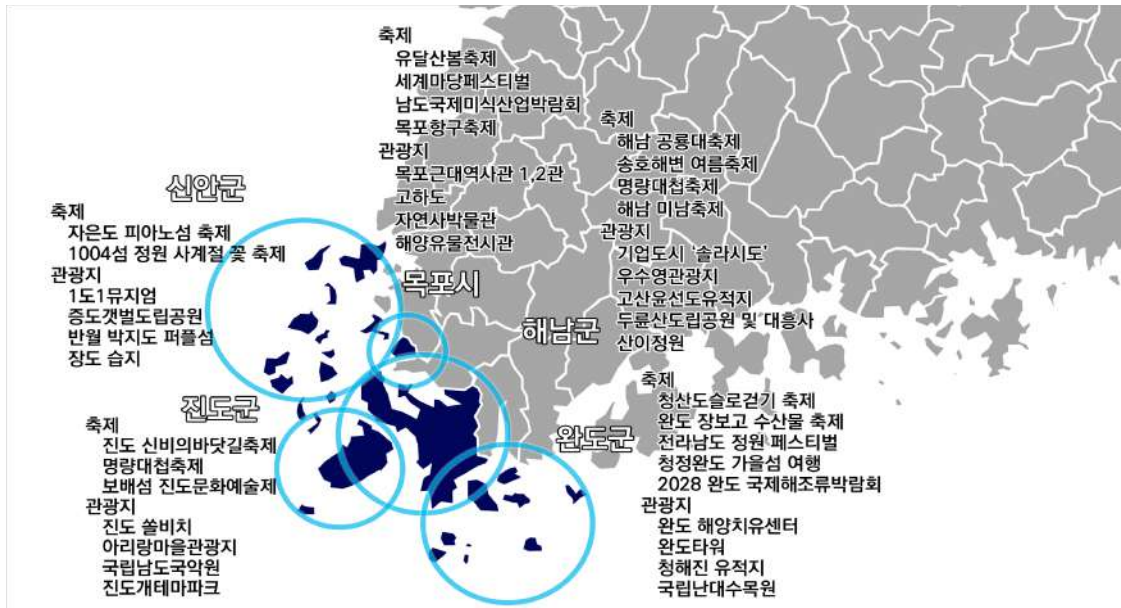 축제
유달산봄축제
세계마당페스티벌
남도국제미식산업박람회
목포항구축제
관광지
목포근대역사관 1,2관
고하도
자연사박물관
해양유물전시관
목포시
축제
해남 공룡대축제
송호해변 여름축제
명량대첩축제
해남 미남축제
관광지
기업도시 ‘솔라시도’
우수영관광지
고산윤선도유적지
두륜산도립공원 및 대흥사
산이정원
해남군
신안군
축제
자은도 피아노섬 축제
1004섬 정원 사계절 꽃 축제
관광지
1도1뮤지엄
증도갯벌도립공원
반월 박지도 퍼플섬
장도 습지
진도군
축제
진도 신비의바닷길축제
명량대첩축제
보배섬 진도문화예술제
관광지
진도 쏠비치
아리랑마을관광지
국립남도국악원
진도개테마파크
완도군
축제
청산도슬로걷기 축제
완도 장보고 수산물 축제
전라남도 정원 페스티벌
청정완도 가을섬 여행
2028 완도 국제해조류박람회
관광지
완도 해양치유센터
완도타워
청해진 유적지
국립난대수목원